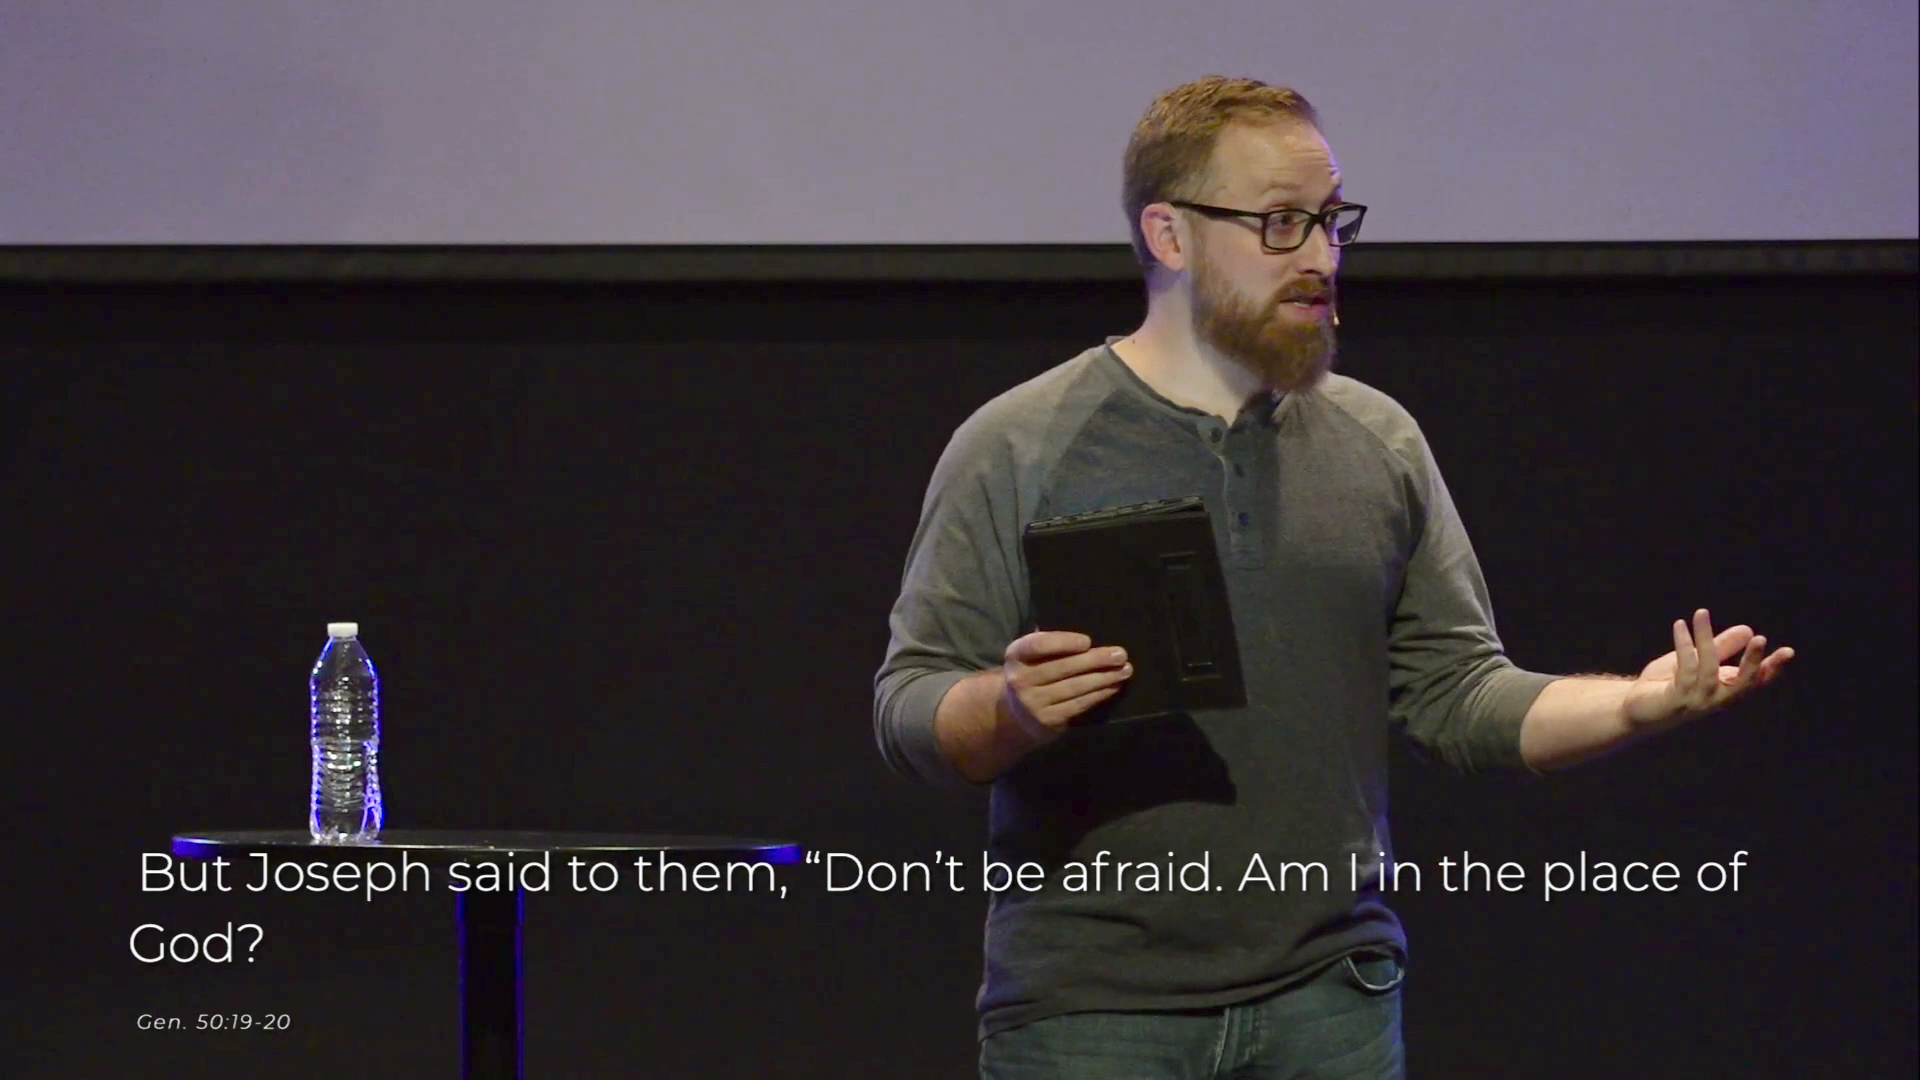 But Joseph said to them, “Don’t be afraid. Am I in the place of
God?
Gen. 50:19-20